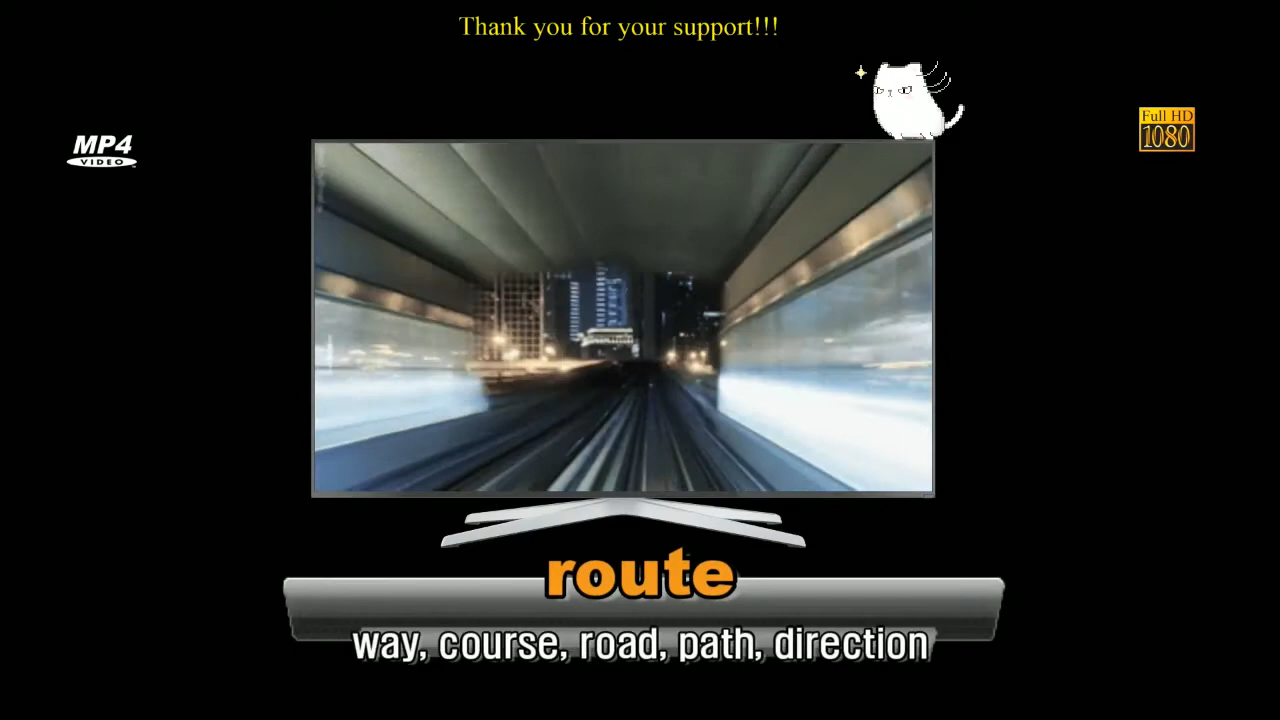 Thank you for your support!!!
MP4
VIDEO
Full HD
1080
route
way, course, road, path, direction